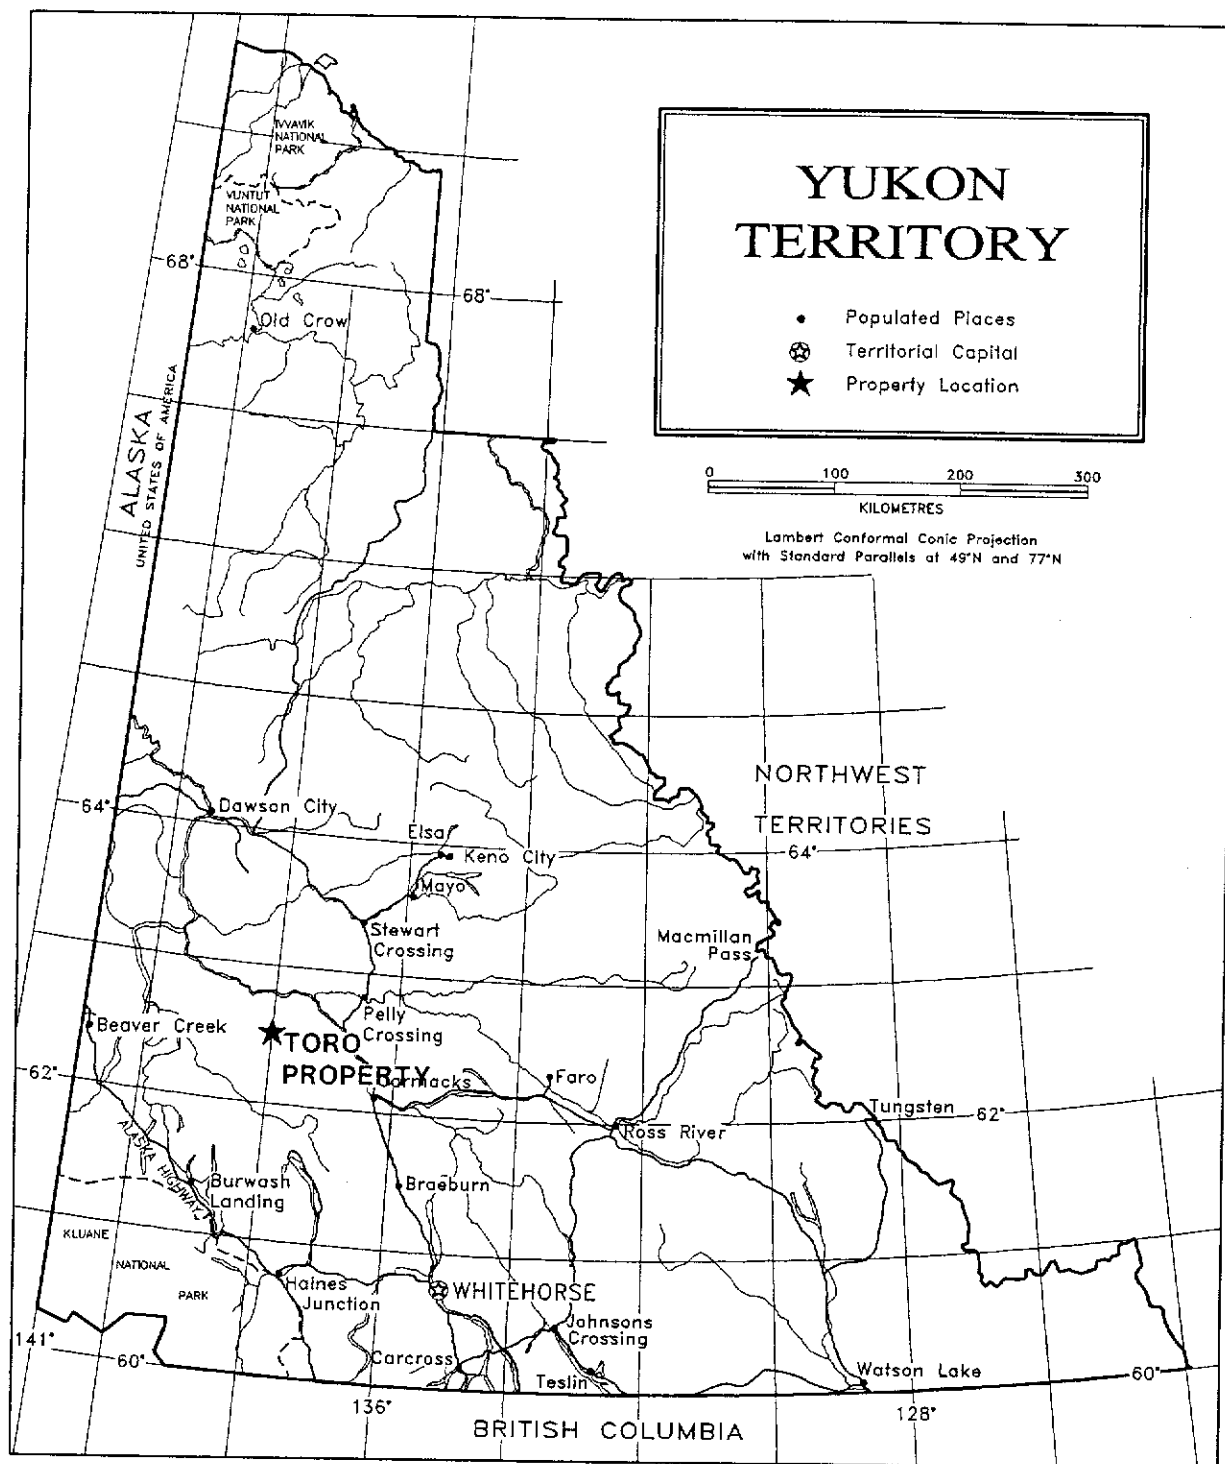 IVVAVIK
NATIONAL
PARK
VUNTUT
NATIONAL
PARK
YUKON
TERRITORY
Populated Places
Territorial Capital
Property Location
68°
68°
Old Crow
ALASKA
UNITED STATES OF AMERICA
0 100 200 300
KILOMETRES
Lambert Conformal Conic Projection
with Standard Parallels at 49°N and 77°N
NORTHWEST
TERRITORIES
64°
Dawson City
Elsa
Keno City
64°
Mayo
Stewart
Crossing
Macmillan
Pass
Pelly
Crossing
Beaver Creek
TORO
PROPERTY
62°
Faro
Tungsten
62°
Ross River
ALASKA HIGHWAY
Burwash
Landing
Braeburn
KLUANE
NATIONAL
PARK
Haines
Junction
WHITEHORSE
Johnsons
Crossing
141°
60°
Carcross
Teslin
Watson Lake
60°
136°
128°
BRITISH COLUMBIA